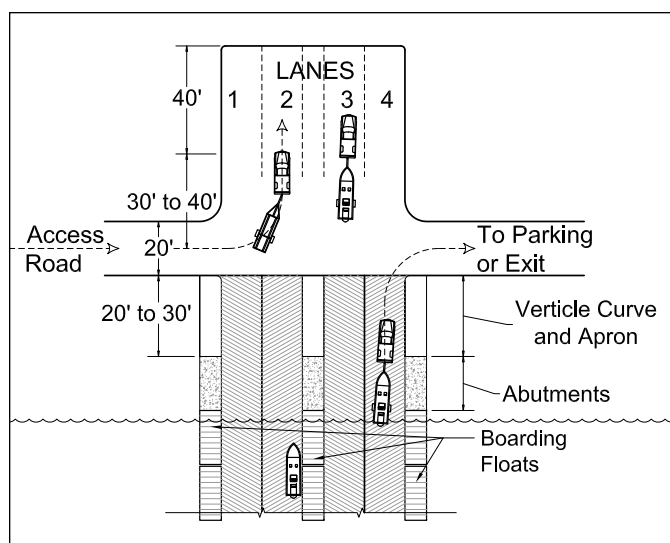 LANES
1 2 3 4
40'
30' to 40'
Access
Road
20'
To Parking
or Exit
20' to 30'
Verticle Curve
and Apron
Abutments
Boarding
Floats